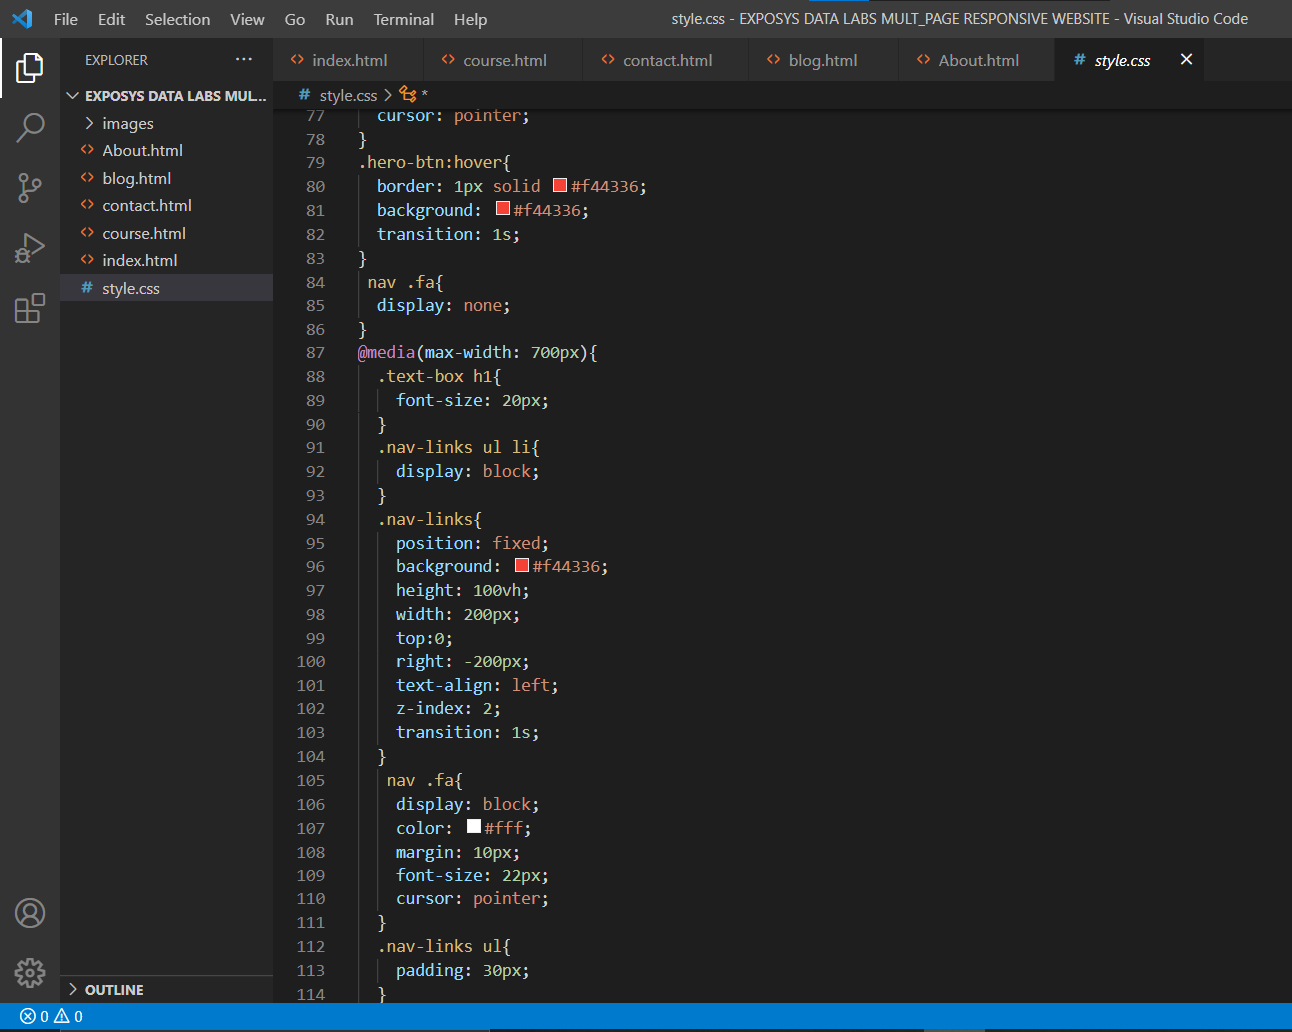 File Edit Selection View Go Run Terminal Help style.css - EXPOSYS DATA LABS MULT_PAGE RESPONSIVE WEBSITE - Visual Studio Code
EXPLORER ···
index.html course.html contact.html blog.html About.html # style.css
EXPOSYS DATA LABS MUL...
images
About.html
blog.html
contact.html
course.html
index.html
# style.css
OUTLINE
# style.css > *
77 cursor: pointer;
78 }
79 .hero-btn:hover{
80 border: 1px solid #f44336;
81 background: #f44336;
82 transition: 1s;
83 }
84 nav .fa{
85 display: none;
86 }
87 @media(max-width: 700px){
88 .text-box h1{
89 font-size: 20px;
90 }
91 .nav-links ul li{
92 display: block;
93 }
94 .nav-links{
95 position: fixed;
96 background: #f44336;
97 height: 100vh;
98 width: 200px;
99 top:0;
100 right: -200px;
101 text-align: left;
102 z-index: 2;
103 transition: 1s;
104 }
105 nav .fa{
106 display: block;
107 color: #fff;
108 margin: 10px;
109 font-size: 22px;
110 cursor: pointer;
111 }
112 .nav-links ul{
113 padding: 30px;
114 }
0 0